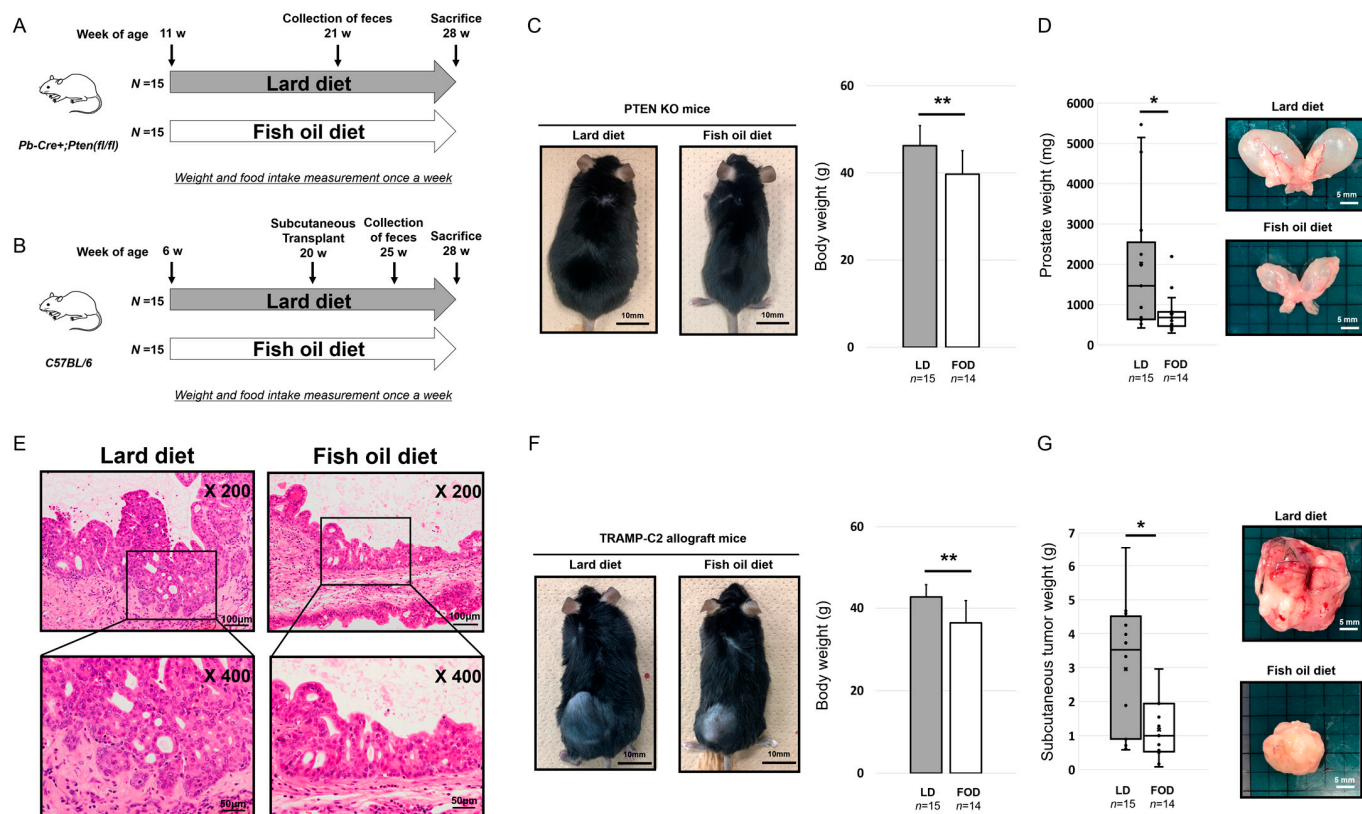 A
Week of age
11 w
Collection of feces
21 w
Sacrifice
28 w
N =15
Lard diet
N =15
Fish oil diet
Pb-Cre+;Pten(fl/fl)
Weight and food intake measurement once a week
B
Week of age
6 w
Subcutaneous
Transplant
20 w
Collection
of feces
25 w
Sacrifice
28 w
N =15
Lard diet
N =15
Fish oil diet
C57BL/6
Weight and food intake measurement once a week
C
PTEN KO mice
Lard diet
Fish oil diet
10mm
10mm
Body weight (g)
60
40
20
0
**
LD
n=15
FOD
n=14
D
Prostate weight (mg)
6000
5000
4000
3000
2000
1000
0
*
LD
n=15
FOD
n=14
Lard diet
5 mm
Fish oil diet
5 mm
E
Lard diet
Fish oil diet
X 200
100μm
X 200
100μm
X 400
50μm
X 400
50μm
F
TRAMP-C2 allograft mice
Lard diet
Fish oil diet
10mm
10mm
Body weight (g)
60
40
20
0
**
LD
n=15
FOD
n=14
G
Subcutaneous tumor weight (g)
7
6
5
4
3
2
1
0
*
LD
n=15
FOD
n=14
Lard diet
5 mm
Fish oil diet
5 mm